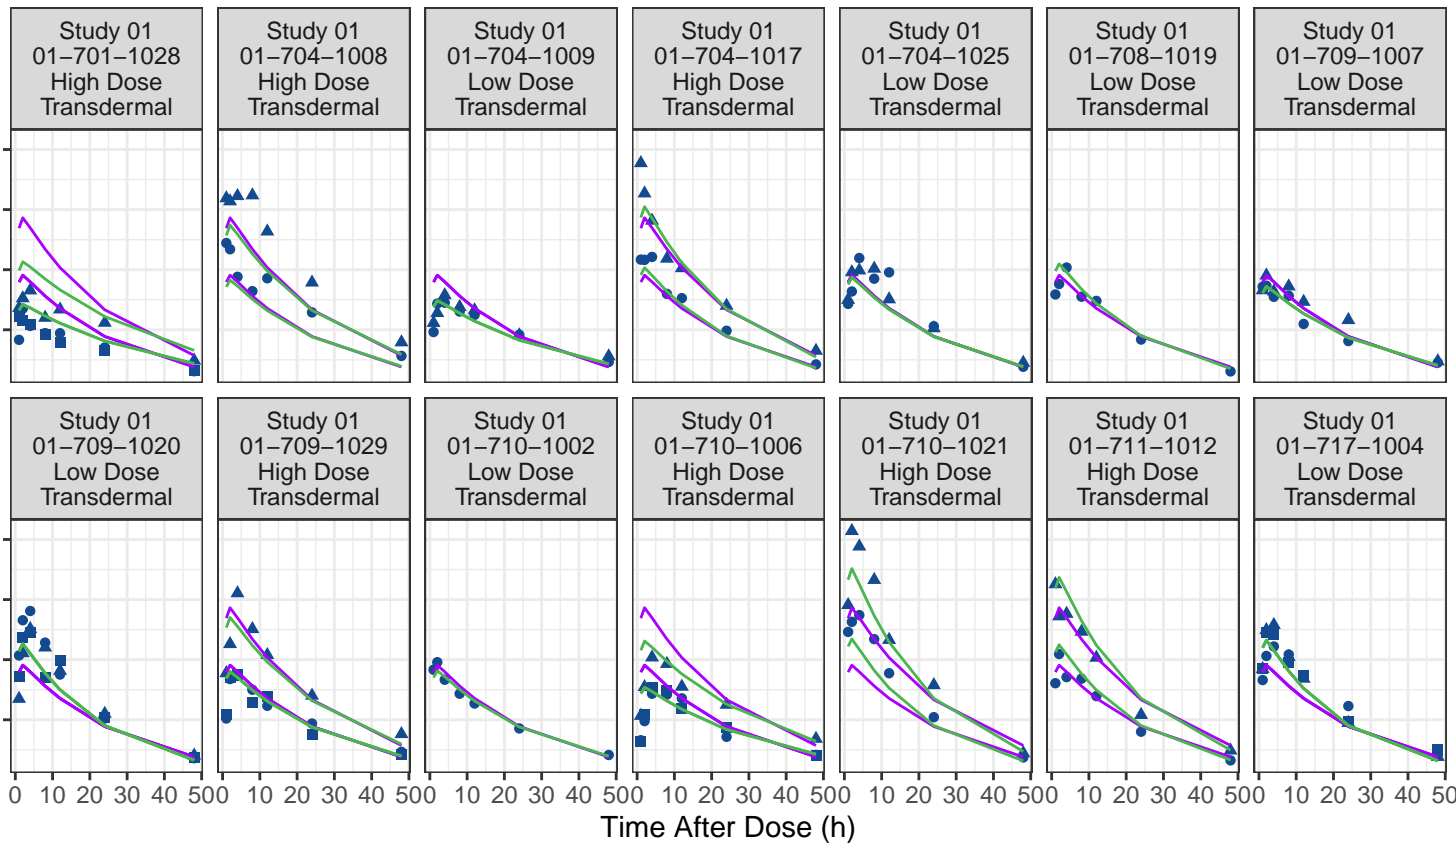 Study 01
01–701–1028
High Dose
Transdermal
Study 01
01–704–1008
High Dose
Transdermal
Study 01
01–704–1009
Low Dose
Transdermal
Study 01
01–704–1017
High Dose
Transdermal
Study 01
01–704–1025
Low Dose
Transdermal
Study 01
01–708–1019
Low Dose
Transdermal
Study 01
01–709–1007
Low Dose
Transdermal
Study 01
01–709–1020
Low Dose
Transdermal
Study 01
01–709–1029
High Dose
Transdermal
Study 01
01–710–1002
Low Dose
Transdermal
Study 01
01–710–1006
High Dose
Transdermal
Study 01
01–710–1021
High Dose
Transdermal
Study 01
01–711–1012
High Dose
Transdermal
Study 01
01–717–1004
Low Dose
Transdermal
0 10 20 30 40 50 0 10 20 30 40 50 0 10 20 30 40 50 0 10 20 30 40 50 0 10 20 30 40 50 0 10 20 30 40 50 0 10 20 30 40 50
Time After Dose (h)